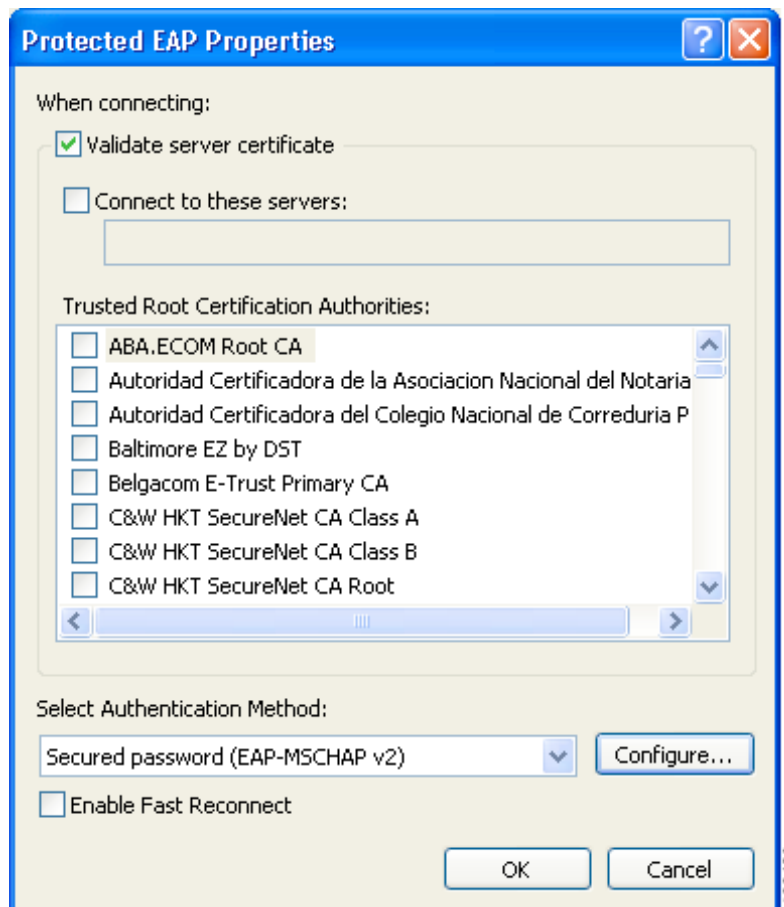 Protected EAP Properties
When connecting:
Validate server certificate
Connect to these servers:
Trusted Root Certification Authorities:
ABA.ECOM Root CA
Autoridad Certificadora de la Asociacion Nacional del Notaria
Autoridad Certificadora del Colegio Nacional de Correduria P
Baltimore EZ by DST
Belgacom E-Trust Primary CA
C&W HKT SecureNet CA Class A
C&W HKT SecureNet CA Class B
C&W HKT SecureNet CA Root
Select Authentication Method:
Secured password (EAP-MSCHAP v2)
Configure...
Enable Fast Reconnect
OK
Cancel